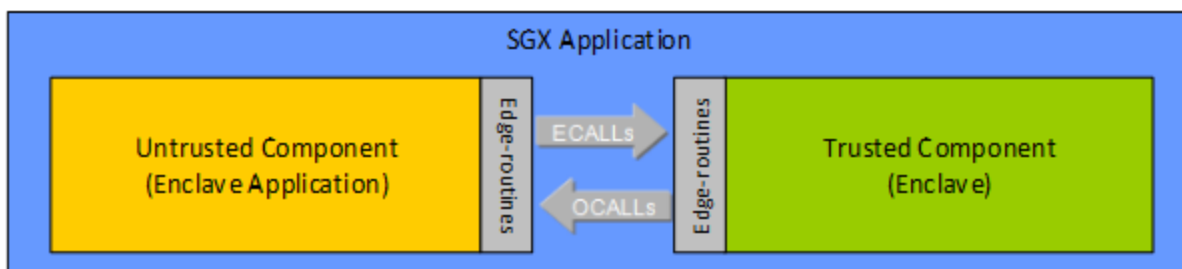 SGX Application
Untrusted Component
(Enclave Application)
Edge-routines
ECALLs
OCALLs
Edge-routines
Trusted Component
(Enclave)